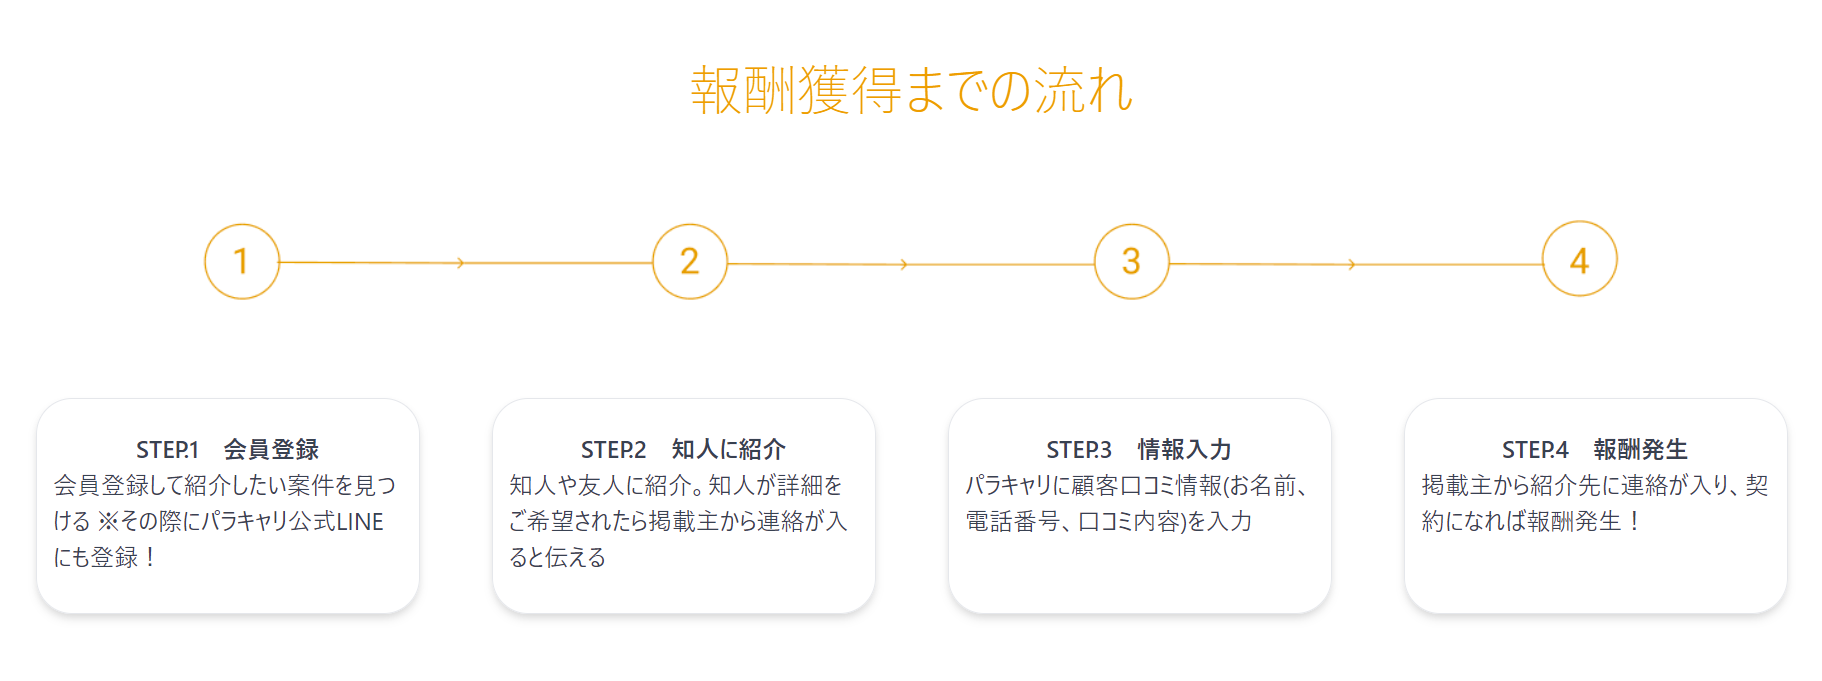 報酬獲得までの流れ
1
2
3
4
STEP.1　会員登録
会員登録して紹介したい案件を見つ
ける ※その際にパラキャリ公式LINE
にも登録！
STEP.2　知人に紹介
知人や友人に紹介。知人が詳細を
ご希望されたら掲載主から連絡が入
ると伝える
STEP.3　情報入力
パラキャリに顧客口コミ情報(お名前、
電話番号、口コミ内容)を入力
STEP.4　報酬発生
掲載主から紹介先に連絡が入り、契
約になれば報酬発生！